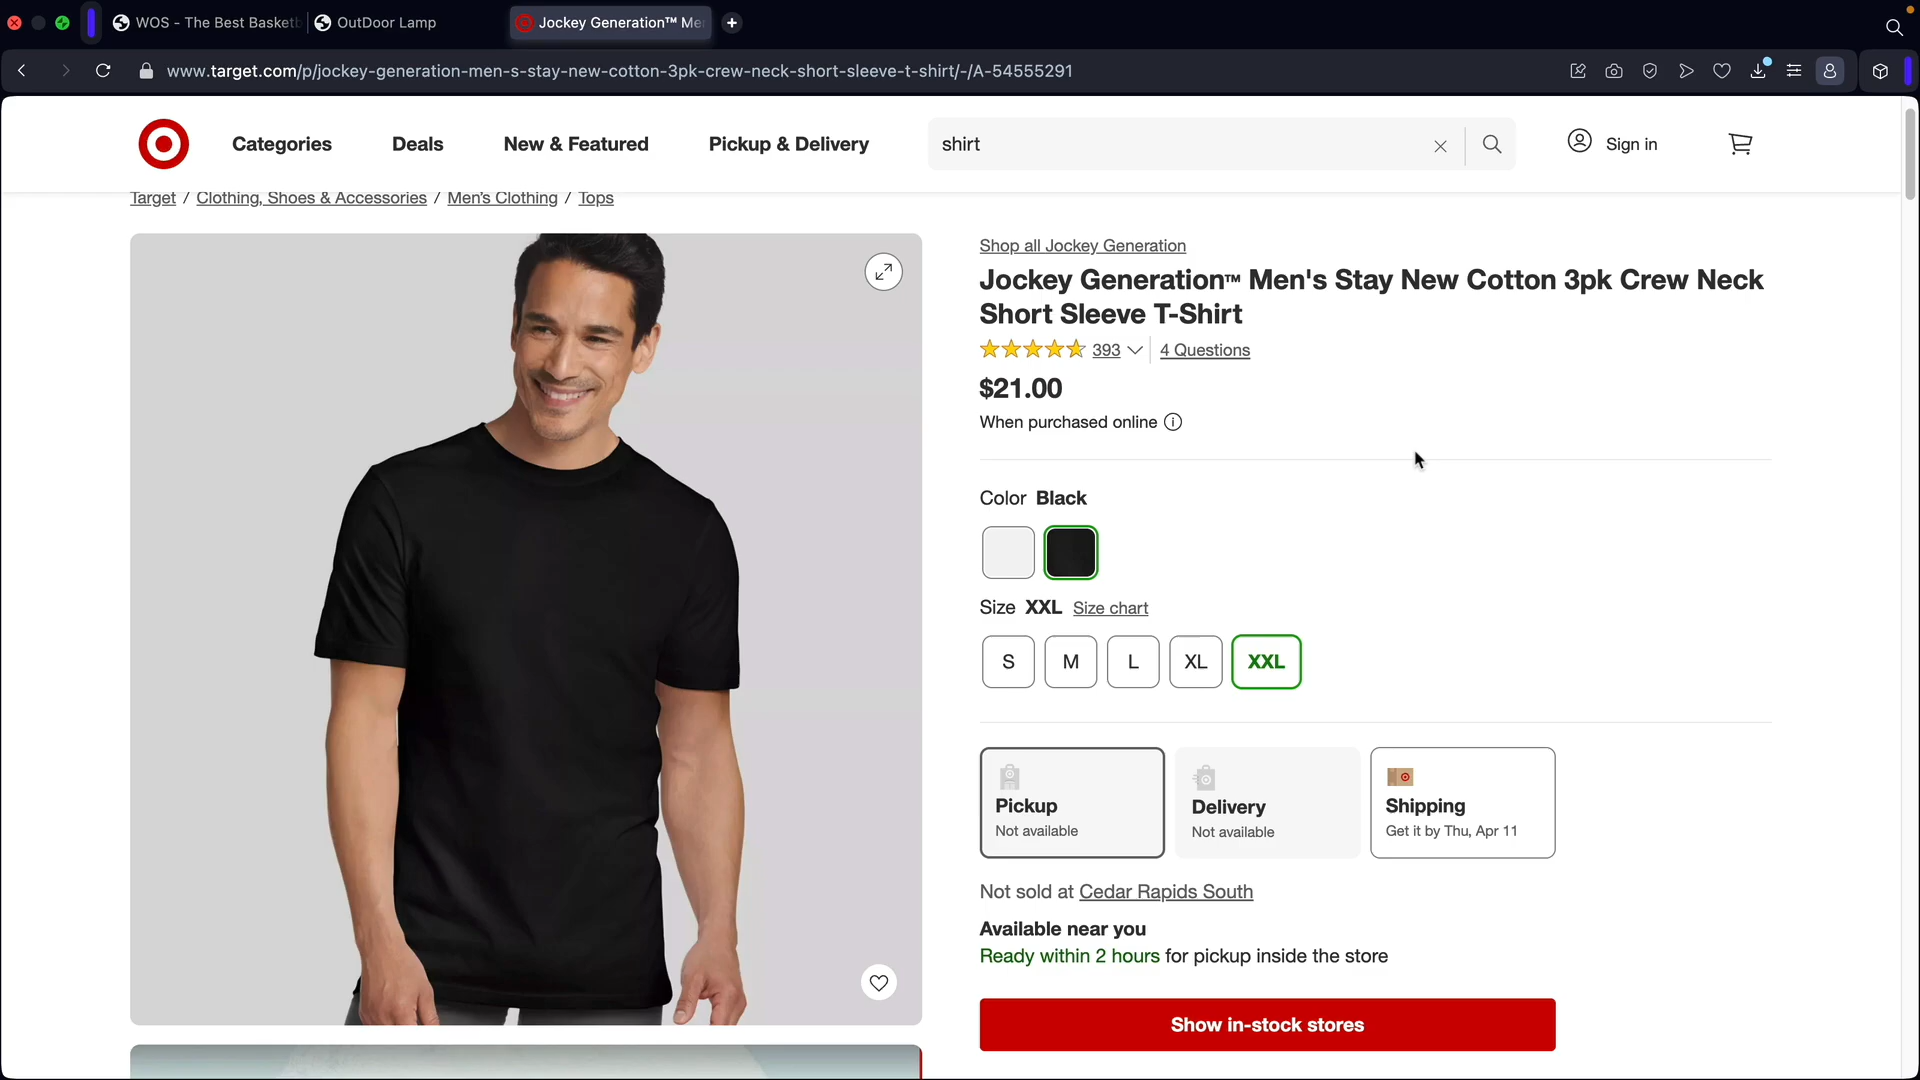 WOS - The Best Basketb
OutDoor Lamp
Jockey Generation™ Me
www.target.com/p/jockey-generation-men-s-stay-new-cotton-3pk-crew-neck-short-sleeve-t-shirt/-/A-54555291
Categories
Deals
New & Featured
Pickup & Delivery
shirt
Sign in
Target / Clothing, Shoes & Accessories / Men's Clothing / Tops
Shop all Jockey Generation
Jockey Generation™ Men's Stay New Cotton 3pk Crew Neck
Short Sleeve T-Shirt
393
4 Questions
$21.00
When purchased online
Color Black
Size XXL Size chart
S M L XL XXL
Pickup
Not available
Delivery
Not available
Shipping
Get it by Thu, Apr 11
Not sold at Cedar Rapids South
Available near you
Ready within 2 hours for pickup inside the store
Show in-stock stores